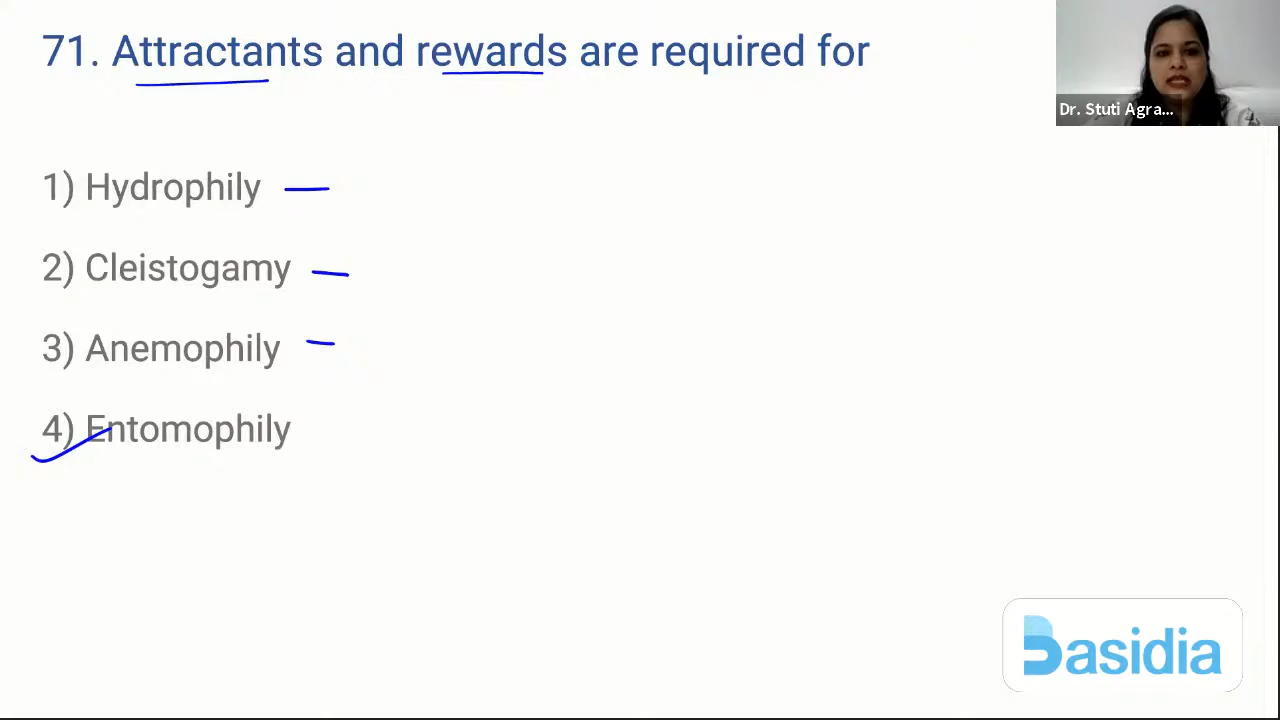 71. Attractants and rewards are required for
Dr. Stuti Agra...
1) Hydrophily
2) Cleistogamy
3) Anemophily
4) Entomophily
Basidia